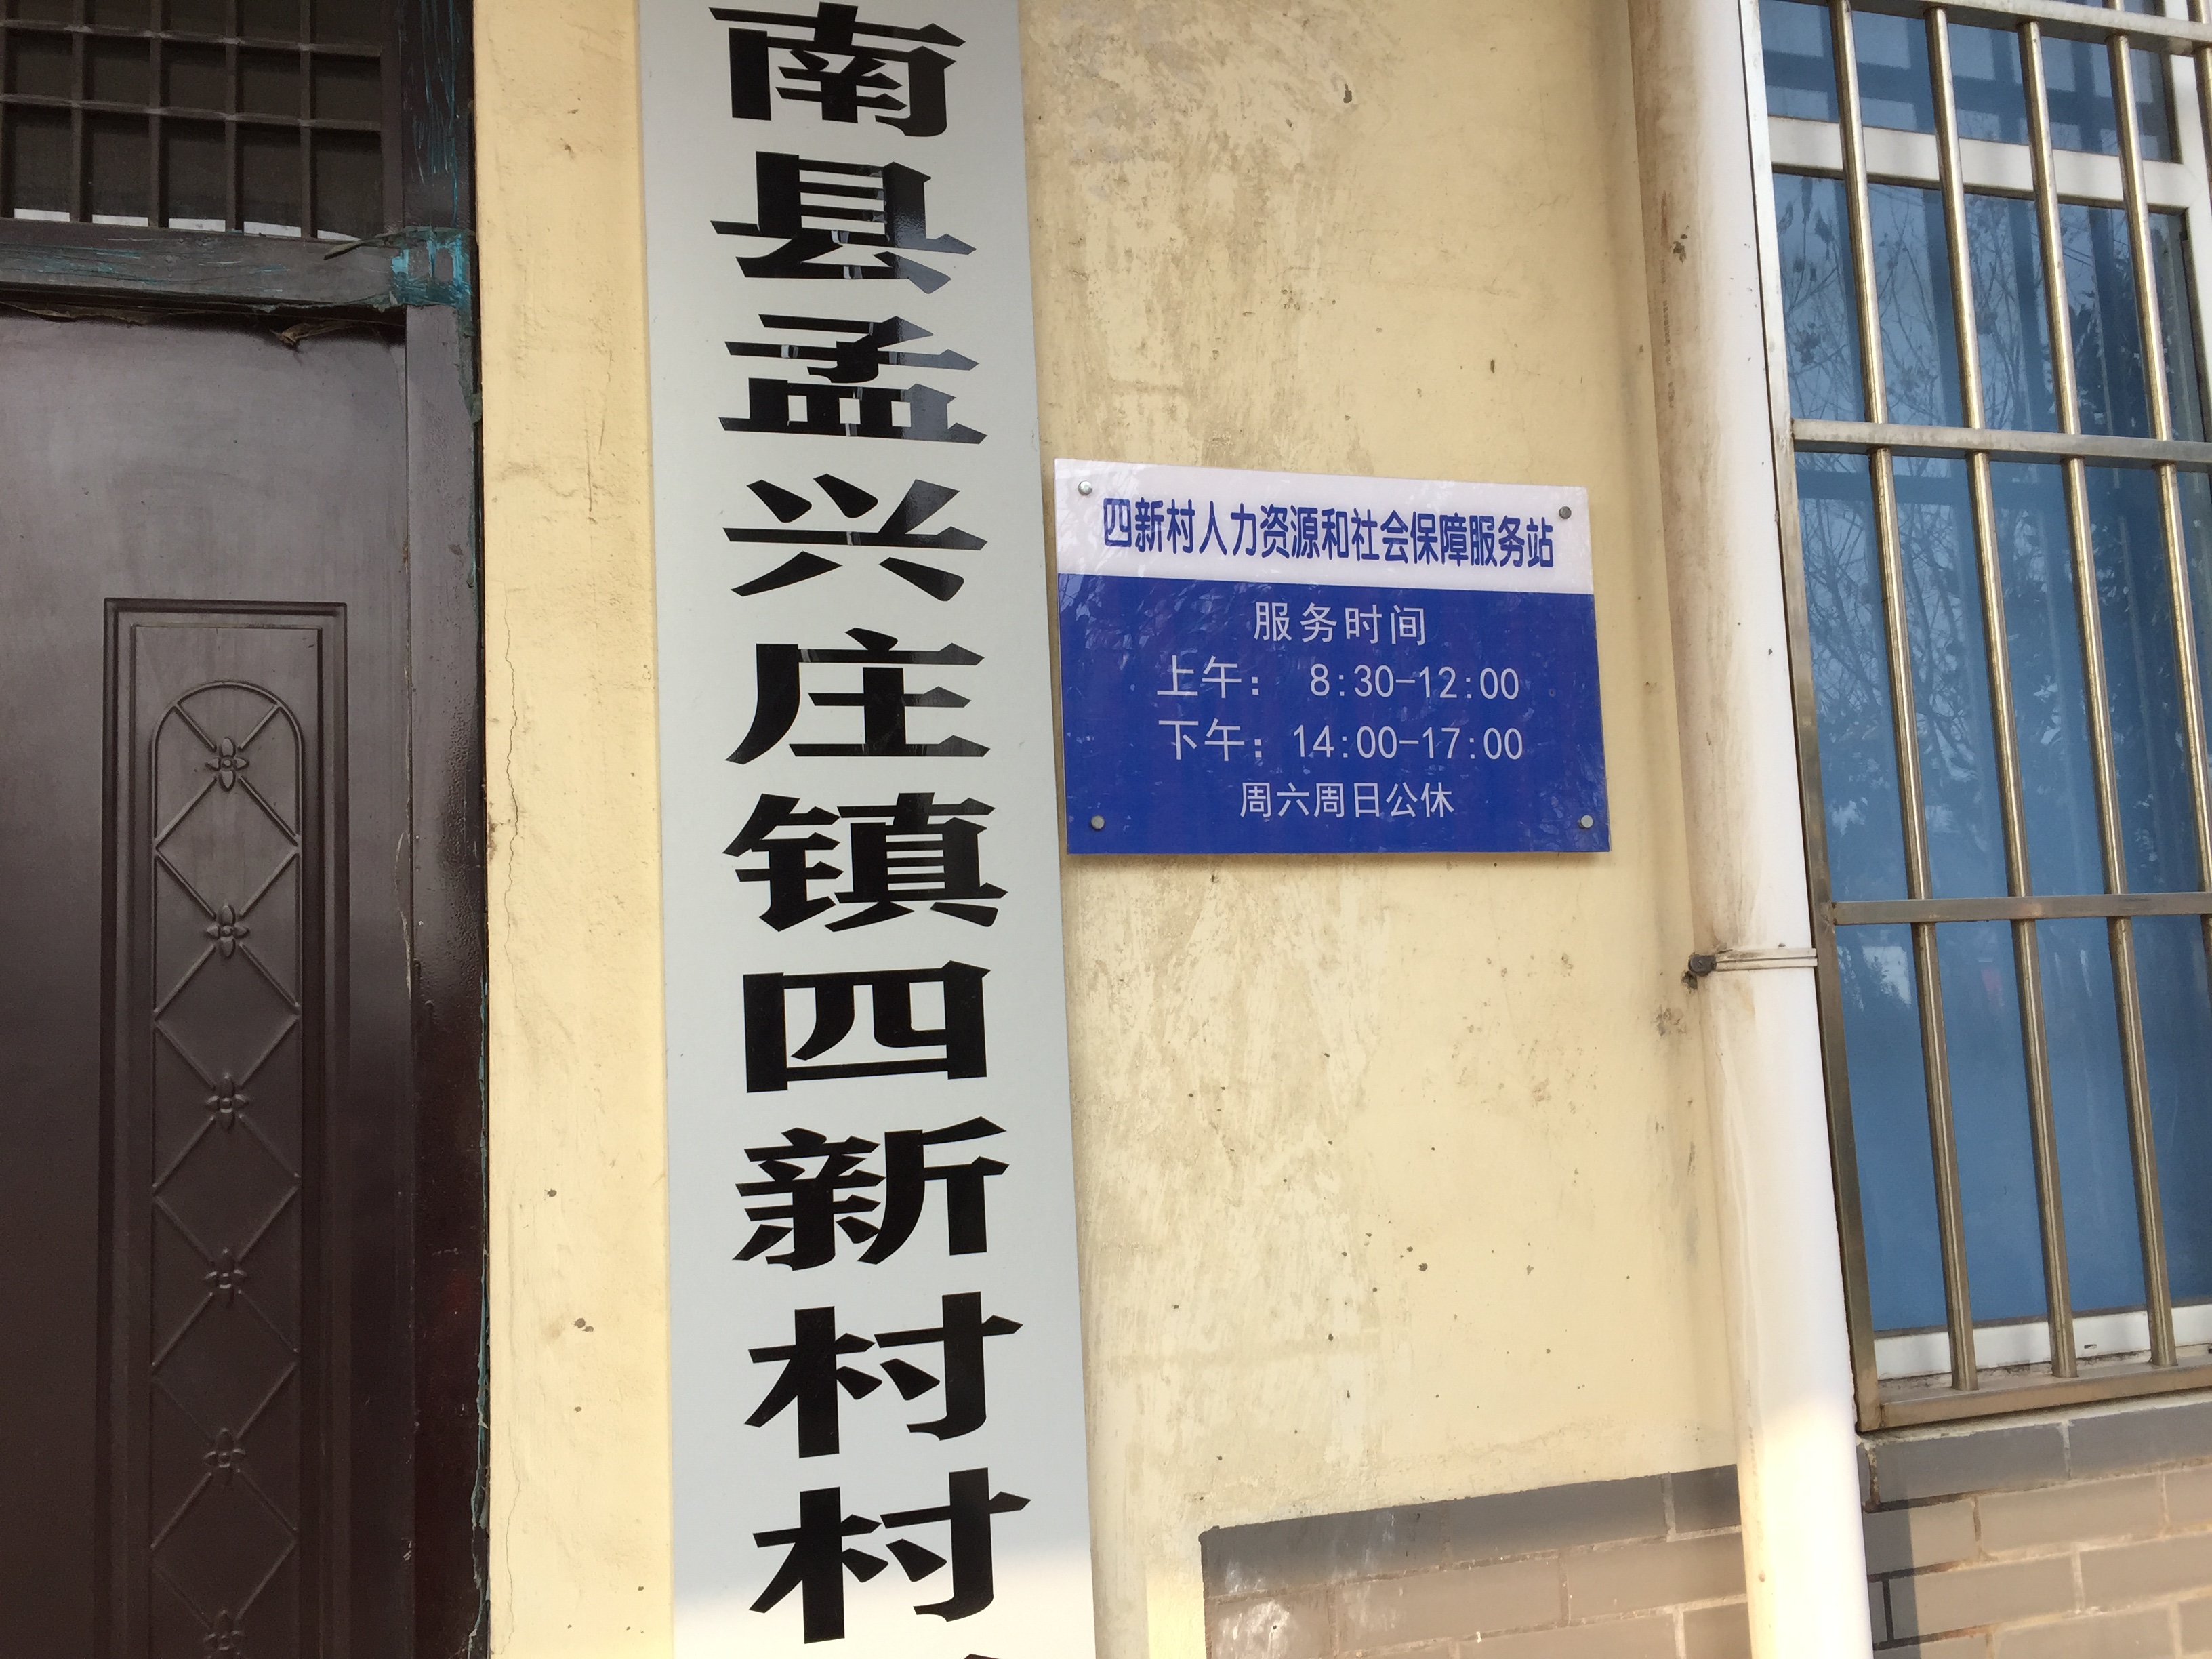 南县孟兴庄镇四新村村
四新村人力资源和社会保障服务站
服务时间
上午： 8:30-12:00
下午：14:00-17:00
周六周日公休